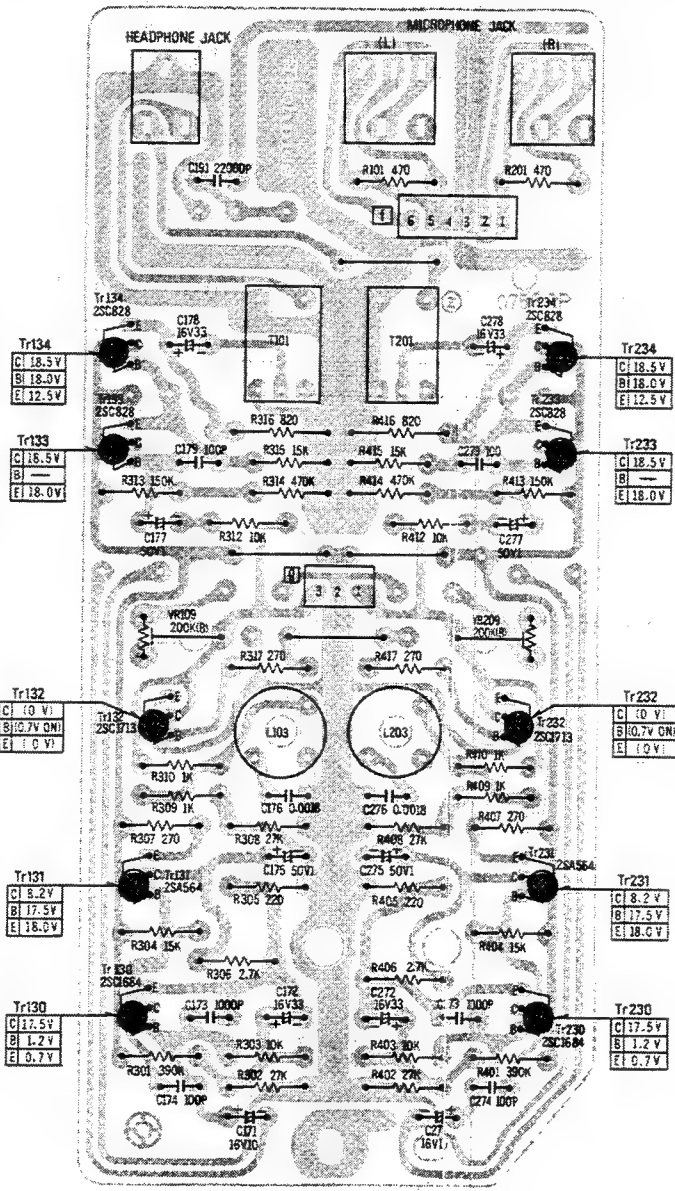 HEADPHONE JACK
MICROPHONE JACK
(L)
(R)
C191 22000P
R101 470
R201 470
f
6 5 4 3 2 1
Tr134
2SC828
C178
16V33
T101
T201
C278
16V33
Tr234
2SC828
E
C
B
E
C
B
Tr134
C 18.5V
B 18.0V
E 12.5V
Tr234
C 18.5V
B 18.0V
E 12.5V
2SC828
Tr233
2SC828
R316 820
R416 820
E
C
B
E
C
B
Tr133
C 18.5V
B —
E 18.0V
Tr233
C 18.5V
B —
E 18.0V
C179 100P
R315 15K
R415 15K
R313 150K
R314 470K
R414 470K
R413 150K
C177
50V1
R312 10K
R412 10K
C277
50V1
3 2 1
VR109
200K(B)
VR209
200K(B)
R317 270
R417 270
Tr132
C (0 V)
B (0.7V ON)
E (0 V)
Tr132
2SC1713
E
C
B
L103
L203
E
C
B
Tr232
2SC1713
Tr232
C (0 V)
B (0.7V ON)
E (0 V)
R310 1K
R410 1K
R309 1K
C176 0.0018
C276 0.0018
R409 1K
R307 270
R308 27K
R408 27K
R407 270
Tr131
C 8.2V
B 17.5V
E 18.0V
E
C
B
Tr131
2SA564
C175 50V1
C275 50V1
R305 220
R405 220
Tr231
2SA564
E
C
B
Tr231
C 8.2V
B 17.5V
E 18.0V
R304 15K
R404 15K
R306 2.7K
R406 2.7K
Tr130
2SC1684
E
C
B
C173 1000P
C172
16V33
C272
16V33
E
C
B
Tr230
2SC1684
Tr130
C 17.5V
B 1.2V
E 0.7V
Tr230
C 17.5V
B 1.2V
E 0.7V
R303 10K
R403 10K
R301 390K
R302 27K
R402 27K
R401 390K
C174 100P
C274 100P
C171
16V10